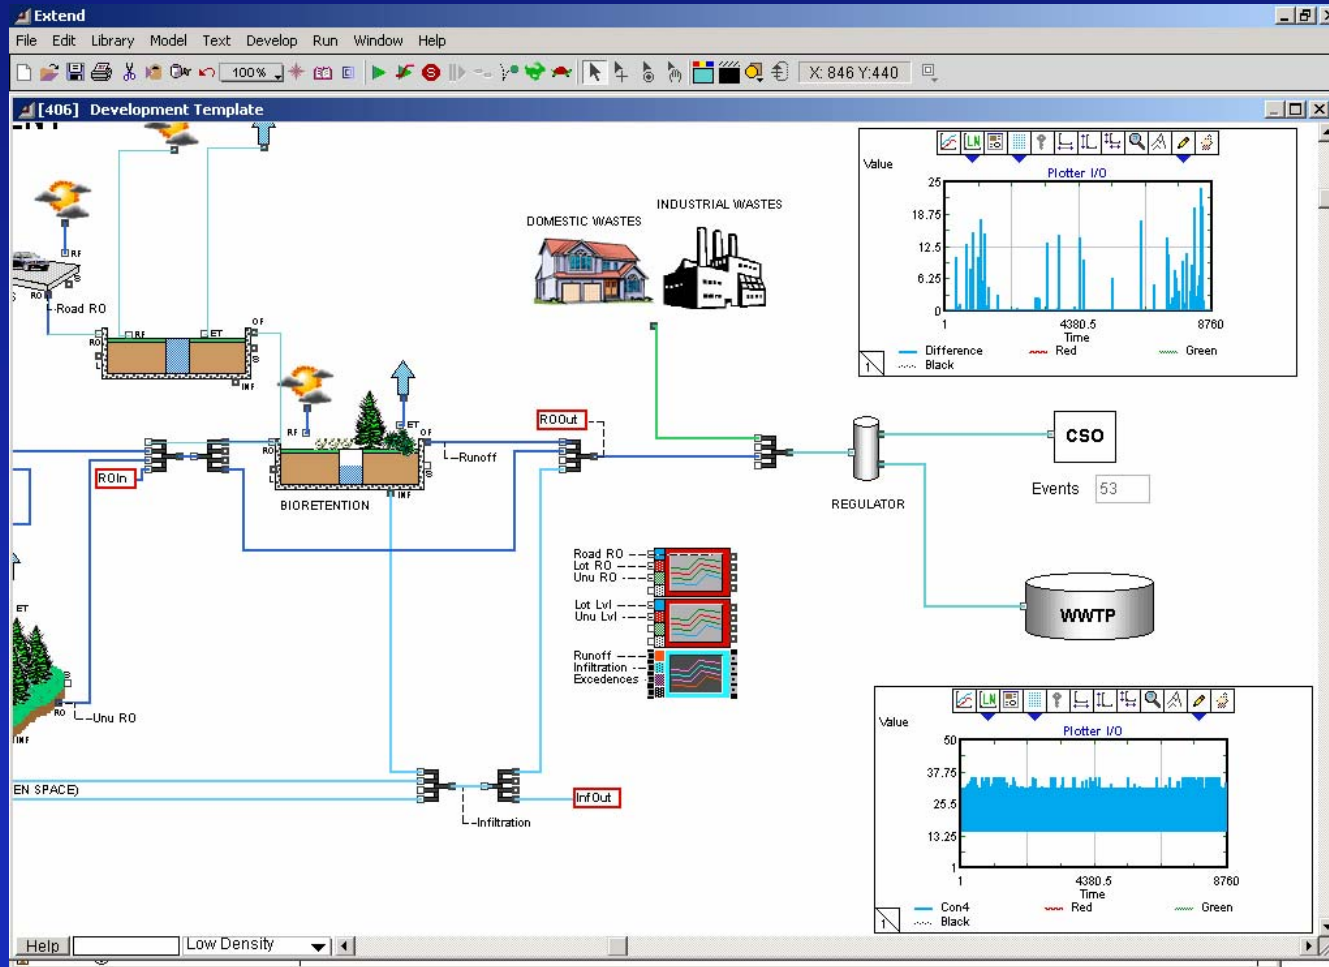 Extend
File Edit Library Model Text Develop Run Window Help
100% X: 846 Y:440
[406] Development Template
Value
Plotter I/O
25
18.75
12.5
6.25
0
1 4380.5 8760
Time
Difference Red Green
Black
1
DOMESTIC WASTES
INDUSTRIAL WASTES
RF
RO
Road RO
RO RF ET OF
L S
INF
RF ET OF
RO
L S
INF
BIORETENTION
Runoff
ROIn
ROOut
REGULATOR
CSO
Events 53
WWTP
Road RO
Lot RO
Unu RO
Lot Lvl
Unu Lvl
Runoff
Infiltration
Excedences
ET
S
RO
INF
Unu RO
EN SPACE)
Infiltration
InfOut
Value
Plotter I/O
50
37.75
25.5
13.25
1
1 4380.5 8760
Time
Con4 Red Green
Black
1
Help Low Density